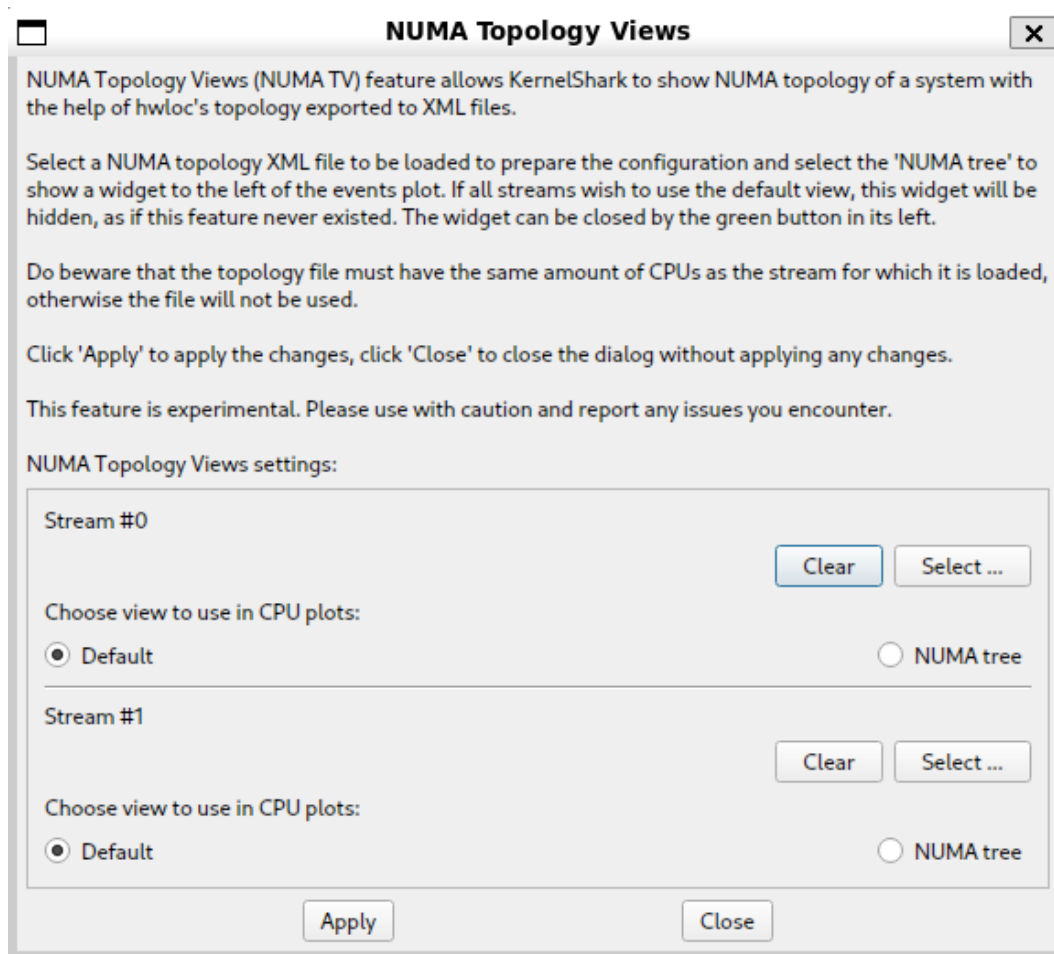 NUMA Topology Views
NUMA Topology Views (NUMA TV) feature allows KernelShark to show NUMA topology of a system with
the help of hwloc's topology exported to XML files.
Select a NUMA topology XML file to be loaded to prepare the configuration and select the 'NUMA tree' to
show a widget to the left of the events plot. If all streams wish to use the default view, this widget will be
hidden, as if this feature never existed. The widget can be closed by the green button in its left.
Do beware that the topology file must have the same amount of CPUs as the stream for which it is loaded,
otherwise the file will not be used.
Click 'Apply' to apply the changes, click 'Close' to close the dialog without applying any changes.
This feature is experimental. Please use with caution and report any issues you encounter.
NUMA Topology Views settings:
Stream #0
Clear Select ...
Choose view to use in CPU plots:
Default NUMA tree
Stream #1
Clear Select ...
Choose view to use in CPU plots:
Default NUMA tree
Apply Close